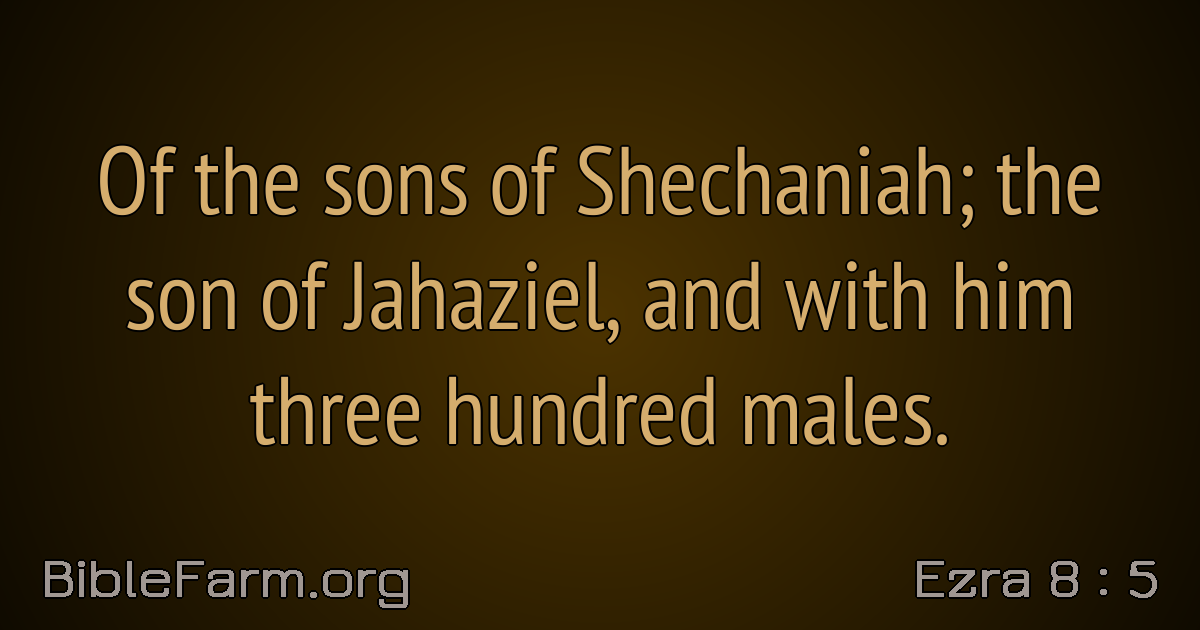 Of the sons of Shechaniah; the
son of Jahaziel, and with him
three hundred males.
BibleFarm.org
Ezra 8 : 5